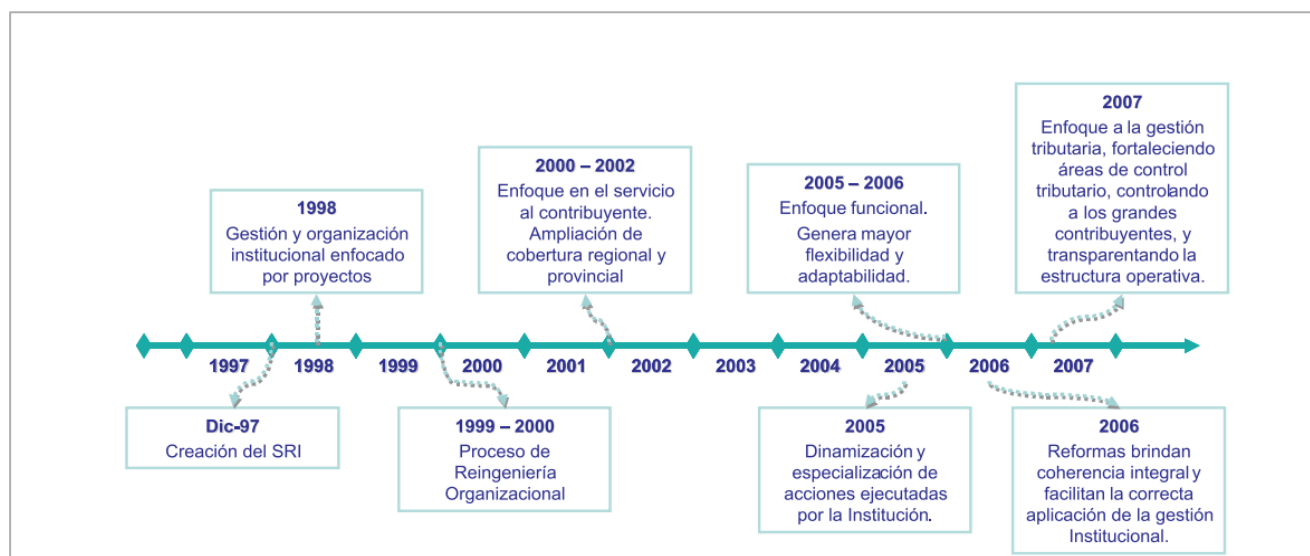 1998
Gestión y organización
institucional enfocado
por proyectos
2000 – 2002
Enfoque en el servicio
al contribuyente.
Ampliación de
cobertura regional y
provincial
2005 – 2006
Enfoque funcional.
Genera mayor
flexibilidad y
adaptabilidad.
2007
Enfoque a la gestión
tributaria, fortaleciendo
áreas de control
tributario, controlando
a los grandes
contribuyentes, y
transparentando la
estructura operativa.
1997 1998 1999 2000 2001 2002 2003 2004 2005 2006 2007
Dic-97
Creación del SRI
1999 – 2000
Proceso de
Reingeniería
Organizacional
2005
Dinamización y
especialización de
acciones ejecutadas
por la Institución.
2006
Reformas brindan
coherencia integral y
facilitan la correcta
aplicación de la gestión
Institucional.